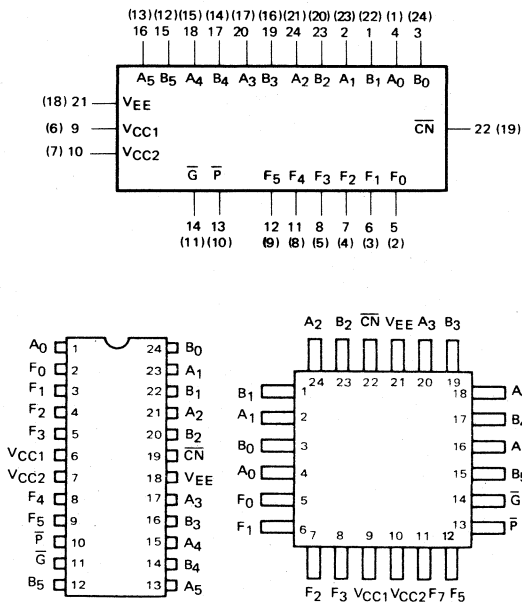 (13) (12) (15) (14) (17) (16) (21) (20) (23) (22) (1) (24)
16 15 18 17 20 19 24 23 2 1 4 3
A5 B5 A4 B4 A3 B3 A2 B2 A1 B1 A0 B0
(18) 21 VEE
(6) 9 VCC1 C̅N̅ 22 (19)
(7) 10 VCC2
G̅ P̅ F5 F4 F3 F2 F1 F0
14 13 12 11 8 7 6 5
(11) (10) (9) (8) (5) (4) (3) (2)
A0 1 24 B0
F0 2 23 A1
F1 3 22 B1
F2 4 21 A2
F3 5 20 B2
VCC1 6 19 C̅N̅
VCC2 7 18 VEE
F4 8 17 A3
F5 9 16 B3
P̅ 10 15 A4
G̅ 11 14 B4
B5 12 13 A5
A2 B2 C̅N̅ VEE A3 B3
24 23 22 21 20 19
B1 1 18 A
A1 2 17 B
B0 3 16 A
A0 4 15 B5
F0 5 14 G̅
F1 6 13 P̅
7 8 9 10 11 12
F2 F3 VCC1 VCC2 F7 F5